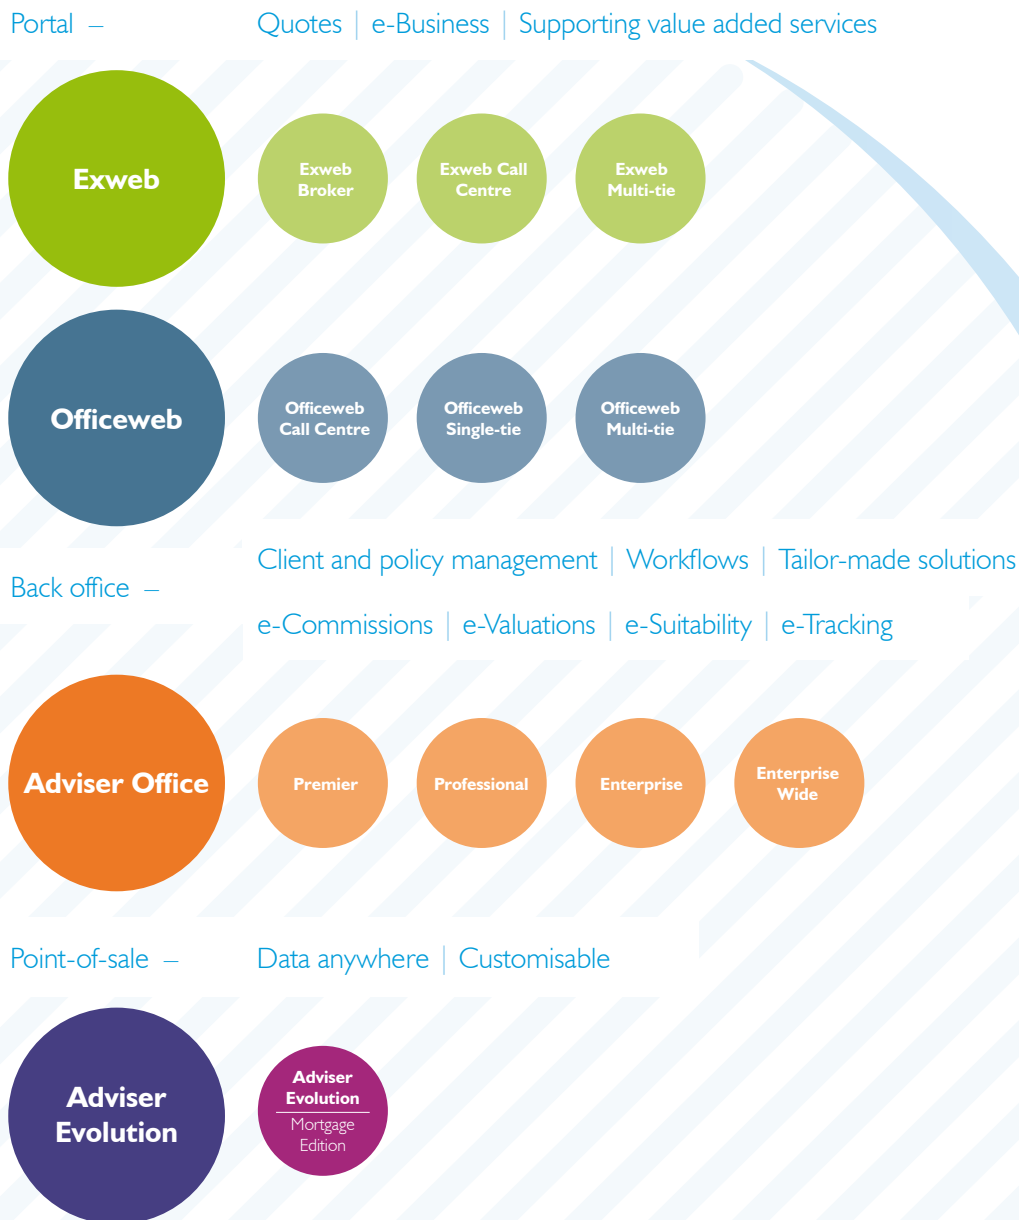 Portal –
Quotes | e-Business | Supporting value added services
Exweb
Exweb
Broker
Exweb Call
Centre
Exweb
Multi-tie
Officeweb
Officeweb
Call Centre
Officeweb
Single-tie
Officeweb
Multi-tie
Back office –
Client and policy management | Workflows | Tailor-made solutions
e-Commissions | e-Valuations | e-Suitability | e-Tracking
Adviser Office
Premier
Professional
Enterprise
Enterprise
Wide
Point-of-sale –
Data anywhere | Customisable
Adviser
Evolution
Adviser
Evolution
Mortgage
Edition